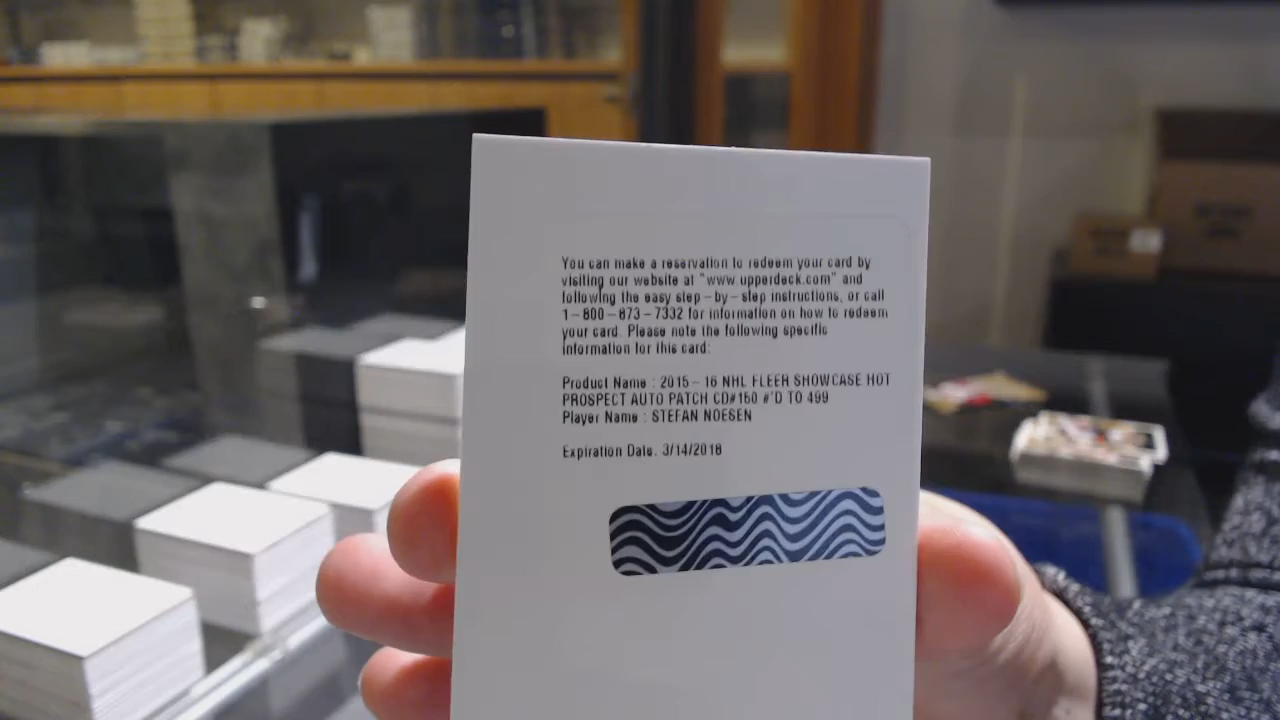 You can make a reservation to redeem your card by
visiting our website at "www.upperdeck.com" and
following the easy step-by-step instructions, or call
1-800-873-7332 for information on how to redeem
your card. Please note the following specific
information for this card:
Product Name : 2015-16 NHL FLEER SHOWCASE HOT
PROSPECT AUTO PATCH CD#150 #'D TO 499
Player Name : STEFAN NOESEN
Expiration Date. 3/14/2018